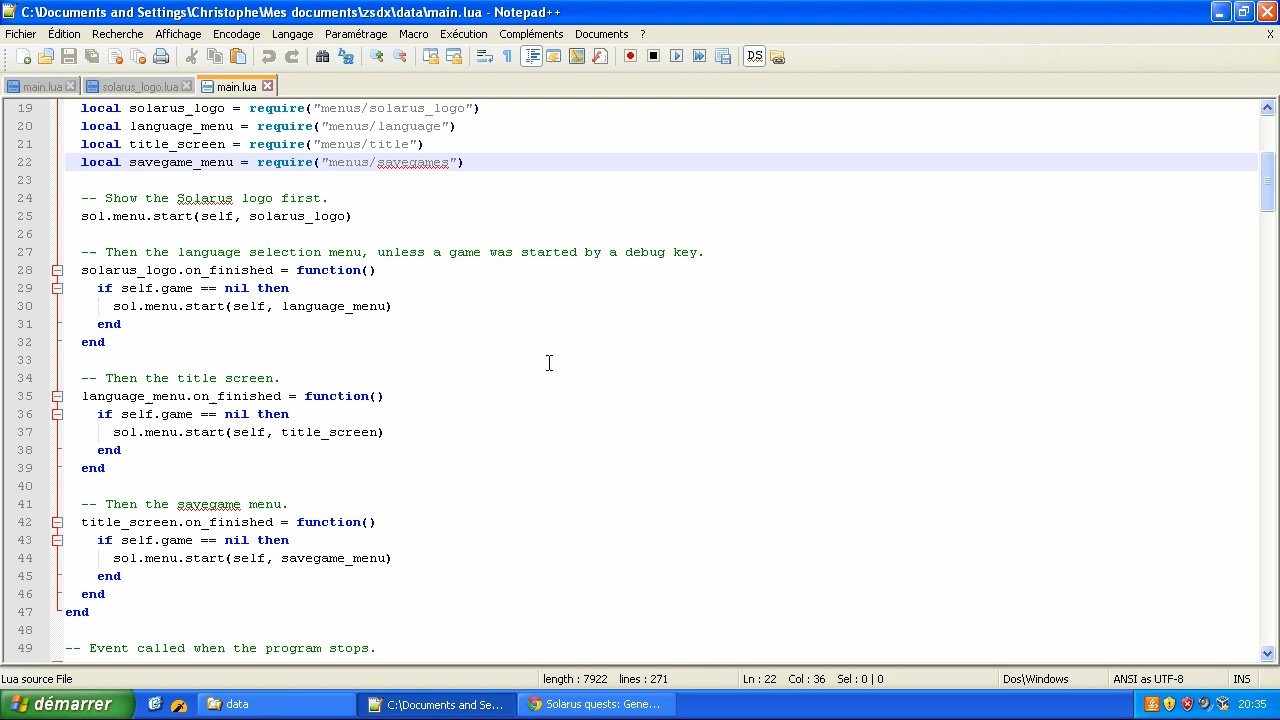 C:\Documents and Settings\Christophe\Mes documents\zsdx\data\main.lua - Notepad++
Fichier Édition Recherche Affichage Encodage Langage Paramétrage Macro Exécution Compléments Documents ? X
main.lua solarus_logo.lua main.lua
19 local solarus_logo = require("menus/solarus_logo")
20 local language_menu = require("menus/language")
21 local title_screen = require("menus/title")
22 local savegame_menu = require("menus/savegames")
23
24 -- Show the Solarus logo first.
25 sol.menu.start(self, solarus_logo)
26
27 -- Then the language selection menu, unless a game was started by a debug key.
28 solarus_logo.on_finished = function()
29 if self.game == nil then
30 sol.menu.start(self, language_menu)
31 end
32 end
33
34 -- Then the title screen.
35 language_menu.on_finished = function()
36 if self.game == nil then
37 sol.menu.start(self, title_screen)
38 end
39 end
40
41 -- Then the savegame menu.
42 title_screen.on_finished = function()
43 if self.game == nil then
44 sol.menu.start(self, savegame_menu)
45 end
46 end
47 end
48
49 -- Event called when the program stops.
Lua source File length : 7922 lines : 271 Ln : 22 Col : 36 Sel : 0 | 0 Dos\Windows ANSI as UTF-8 INS
démarrer data C:\Documents and Se... Solarus quests: Gene... 20:35